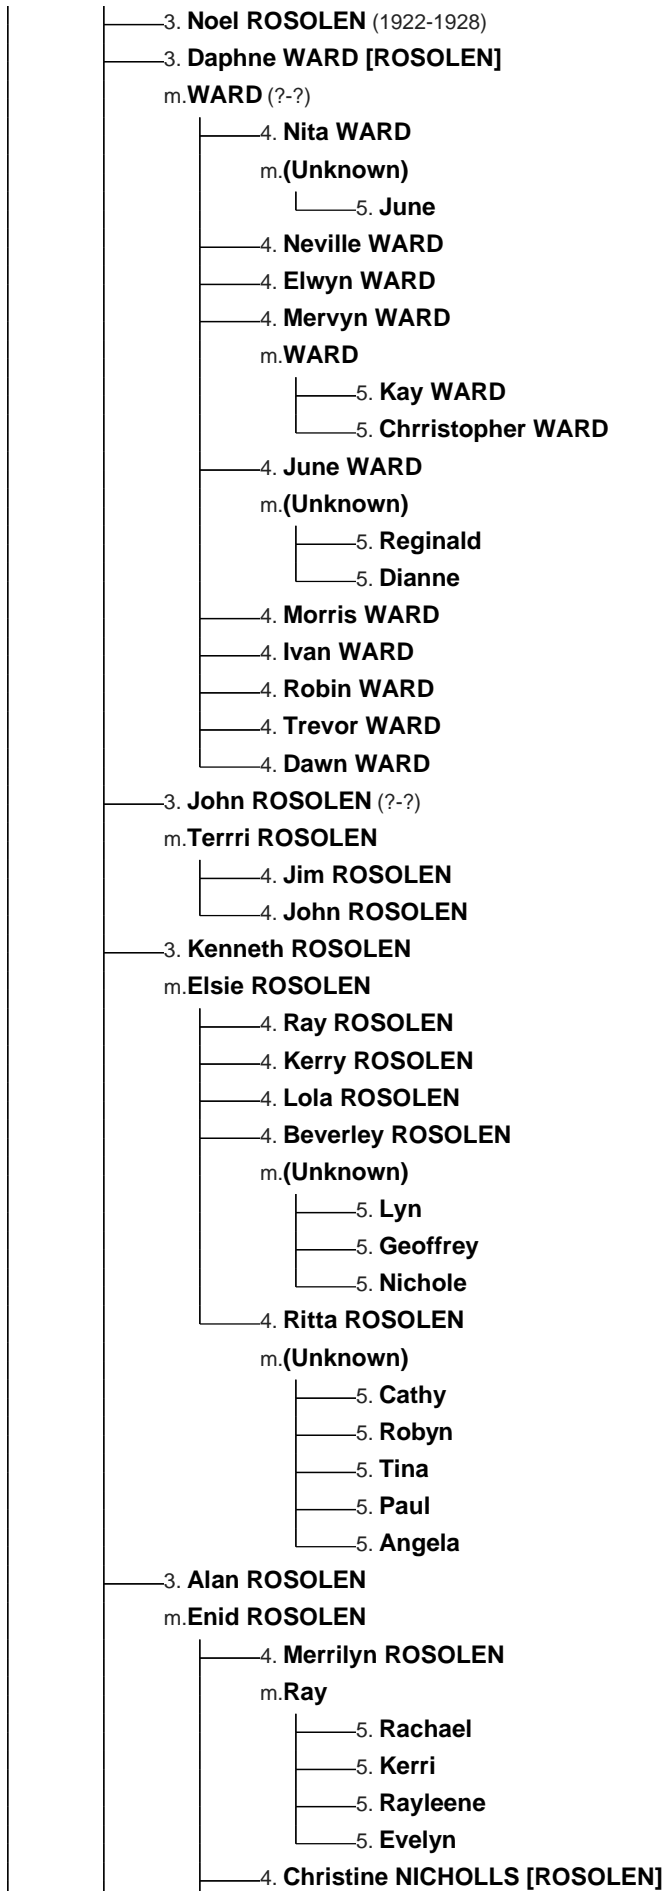 3. Noel ROSOLEN (1922-1928)
3. Daphne WARD [ROSOLEN]
m.WARD (?-?)
4. Nita WARD
m.(Unknown)
5. June
4. Neville WARD
4. Elwyn WARD
4. Mervyn WARD
m.WARD
5. Kay WARD
5. Chrristopher WARD
4. June WARD
m.(Unknown)
5. Reginald
5. Dianne
4. Morris WARD
4. Ivan WARD
4. Robin WARD
4. Trevor WARD
4. Dawn WARD
3. John ROSOLEN (?-?)
m.Terrri ROSOLEN
4. Jim ROSOLEN
4. John ROSOLEN
3. Kenneth ROSOLEN
m.Elsie ROSOLEN
4. Ray ROSOLEN
4. Kerry ROSOLEN
4. Lola ROSOLEN
4. Beverley ROSOLEN
m.(Unknown)
5. Lyn
5. Geoffrey
5. Nichole
4. Ritta ROSOLEN
m.(Unknown)
5. Cathy
5. Robyn
5. Tina
5. Paul
5. Angela
3. Alan ROSOLEN
m.Enid ROSOLEN
4. Merrilyn ROSOLEN
m.Ray
5. Rachael
5. Kerri
5. Rayleene
5. Evelyn
4. Christine NICHOLLS [ROSOLEN]